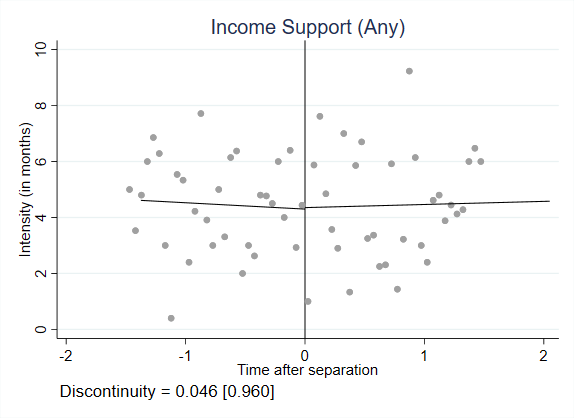 Income Support (Any)
Intensity (in months)
10
8
6
4
2
0
-2 -1 0 1 2
Time after separation
Discontinuity = 0.046 [0.960]